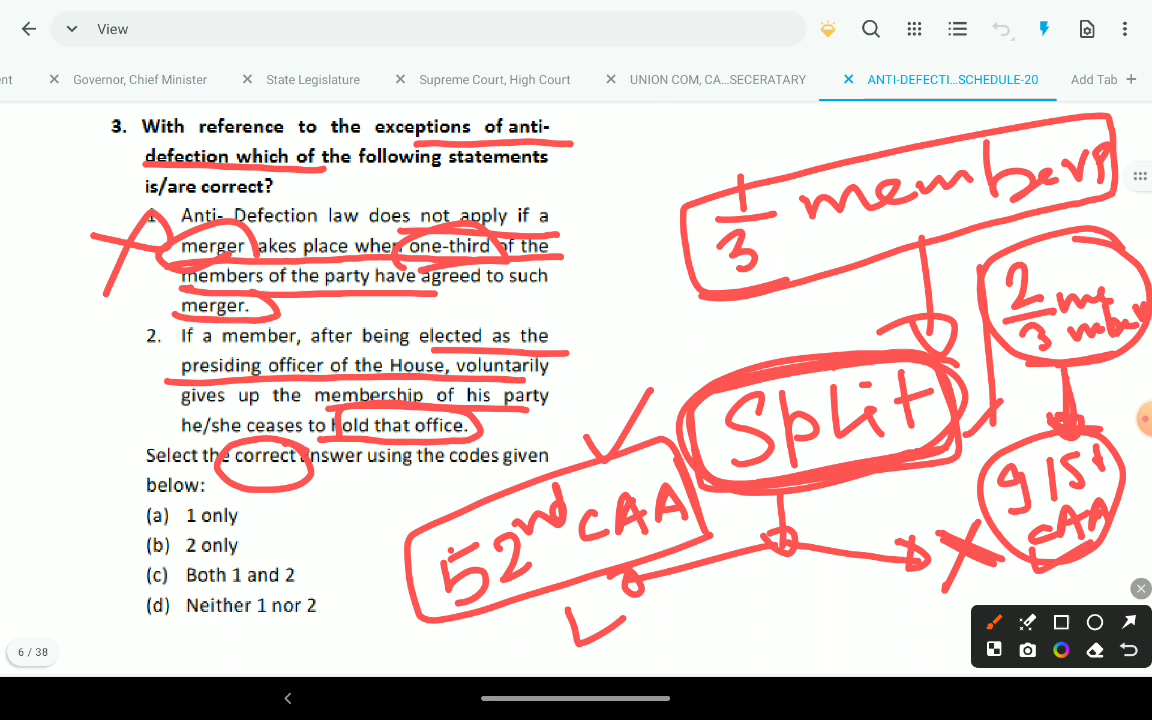 View
nt
Governor, Chief Minister
State Legislature
Supreme Court, High Court
UNION COM, CA...SECERATARY
ANTI-DEFECTI...SCHEDULE-20
Add Tab +
3. With reference to the exceptions of anti-
defection which of the following statements
is/are correct?
1. Anti- Defection law does not apply if a
merger takes place when one-third of the
members of the party have agreed to such
merger.
2. If a member, after being elected as the
presiding officer of the House, voluntarily
gives up the membership of his party
he/she ceases to hold that office.
Select the correct answer using the codes given
below:
(a) 1 only
(b) 2 only
(c) Both 1 and 2
(d) Neither 1 nor 2
1/3 members
2/3 members
Split
52nd CAA
91st CAA
6 / 38